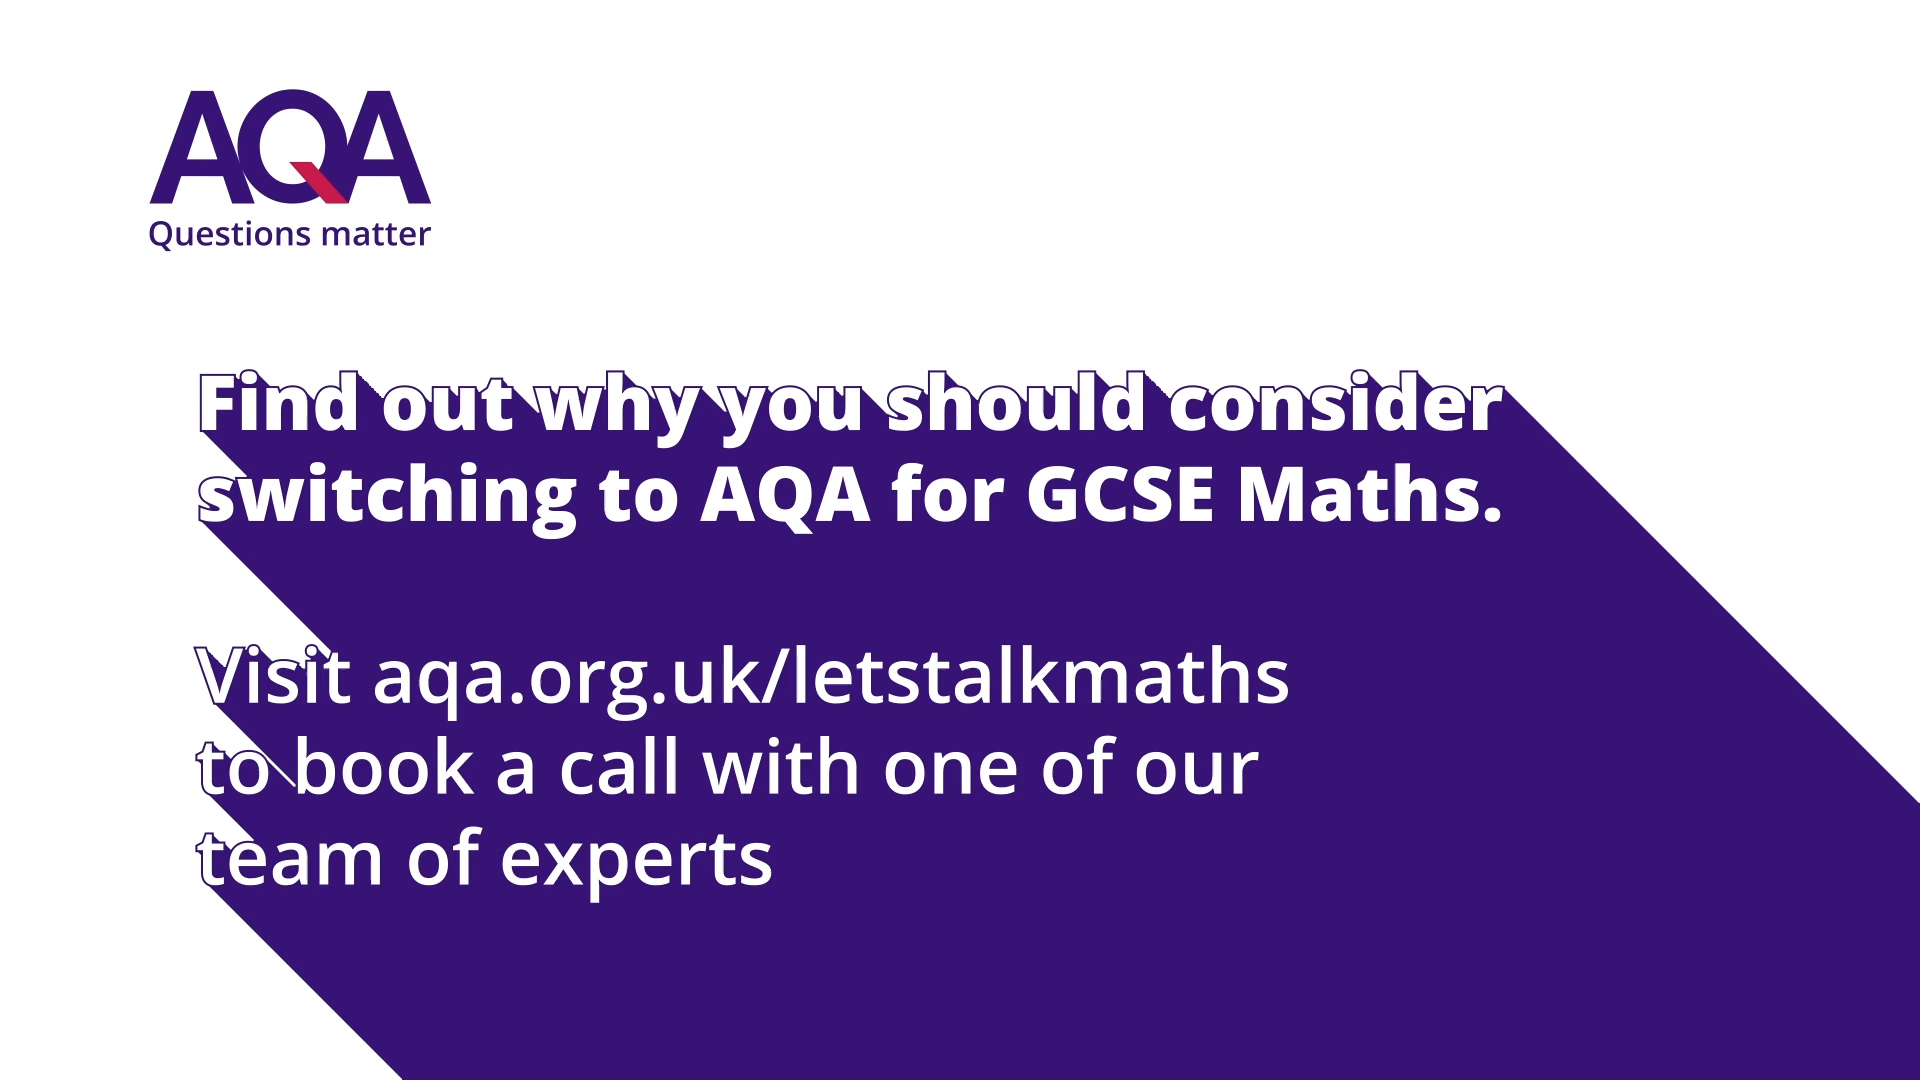 AQA
Questions matter
Find out why you should consider
switching to AQA for GCSE Maths.
Visit aqa.org.uk/letstalkmaths
to book a call with one of our
team of experts